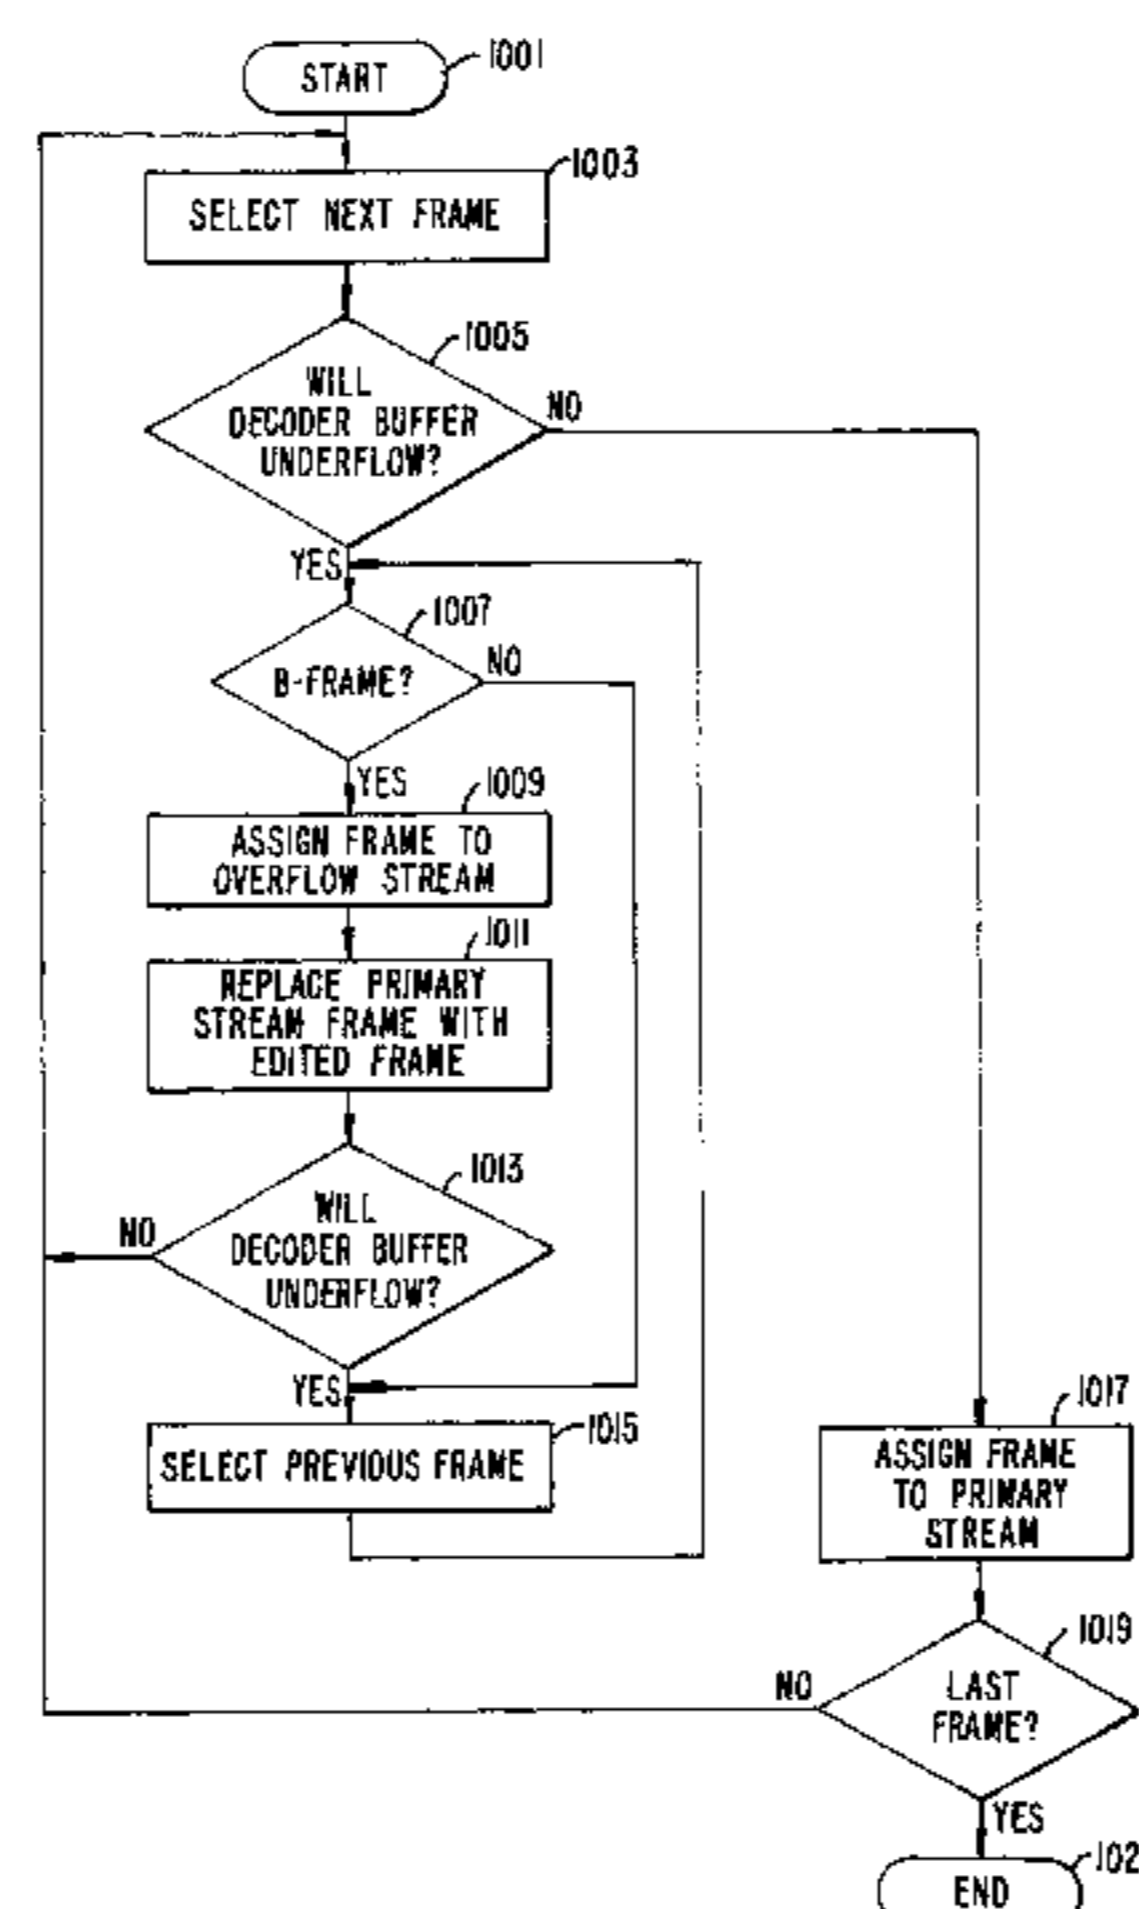 START
1001
1003
SELECT NEXT FRAME
1005
WILL
DECODER BUFFER
UNDERFLOW?
NO
YES
1007
B-FRAME?
NO
YES
1009
ASSIGN FRAME TO
OVERFLOW STREAM
1011
REPLACE PRIMARY
STREAM FRAME WITH
EDITED FRAME
1013
WILL
DECODER BUFFER
UNDERFLOW?
NO
YES
1015
SELECT PREVIOUS FRAME
1017
ASSIGN FRAME
TO PRIMARY
STREAM
1019
LAST
FRAME?
NO
YES
102
END